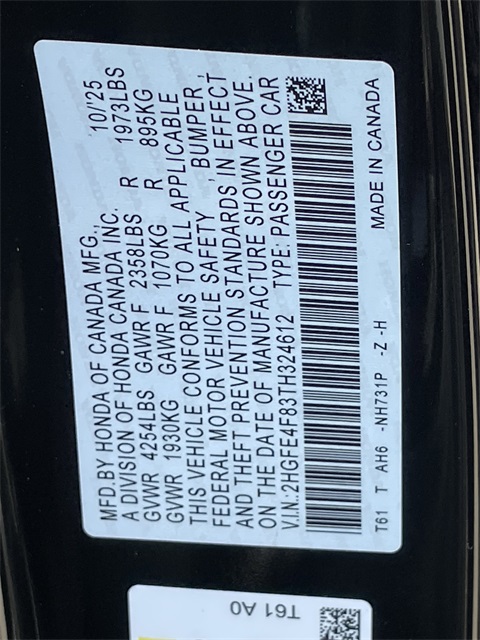 MFD.BY HONDA OF CANADA MFG., 10/'25
A DIVISION OF HONDA CANADA INC.
GVWR 4254LBS GAWR F 2358LBS R 1973LBS
GVWR 1930KG GAWR F 1070KG R 895KG
THIS VEHICLE CONFORMS TO ALL APPLICABLE
FEDERAL MOTOR VEHICLE SAFETY , BUMPER ,
AND THEFT PREVENTION STANDARDS IN EFFECT
ON THE DATE OF MANUFACTURE SHOWN ABOVE.
V.I.N.:2HGFE4F83TH324612 TYPE: PASSENGER CAR
T61 T AH6 -NH731P -Z -H MADE IN CANADA
T61 A0